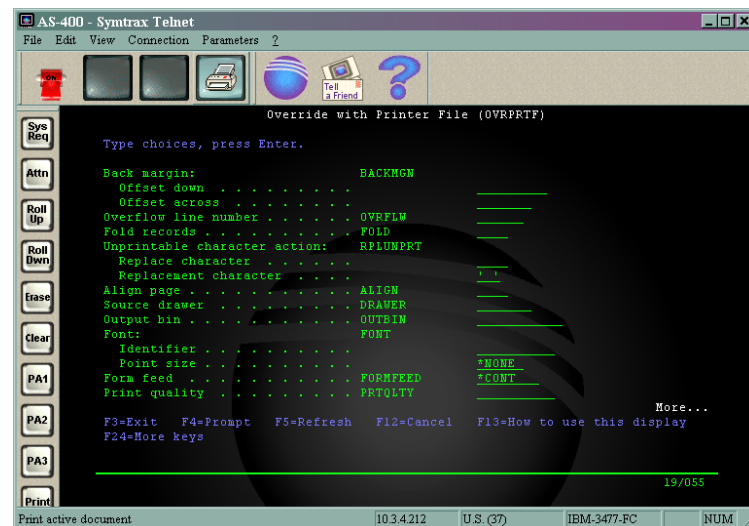 AS-400 - Symtrax Telnet
File Edit View Connection Parameters ?
ON
Tell
a Friend
Override with Printer File (OVRPRTF)
Type choices, press Enter.
Back margin: BACKMGN
Offset down . . . . . . . . .
Offset across . . . . . . . .
Overflow line number . . . . . . OVRFLW
Fold records . . . . . . . . . . FOLD
Unprintable character action: RPLUNPRT
Replace character . . . . . .
Replacement character . . . . ' '
Align page . . . . . . . . . . . ALIGN
Source drawer . . . . . . . . . DRAWER
Output bin . . . . . . . . . . . OUTBIN
Font: FONT
Identifier . . . . . . . . . .
Point size . . . . . . . . . . *NONE
Form feed . . . . . . . . . . . FORMFEED *CONT
Print quality . . . . . . . . . PRTQLTY
More...
F3=Exit F4=Prompt F5=Refresh F12=Cancel F13=How to use this display
F24=More keys
19/055
Sys
Req
Attn
Roll
Up
Roll
Dwn
Erase
Clear
PA1
PA2
PA3
Print
Print active document 10.3.4.212 U.S. (37) IBM-3477-FC NUM